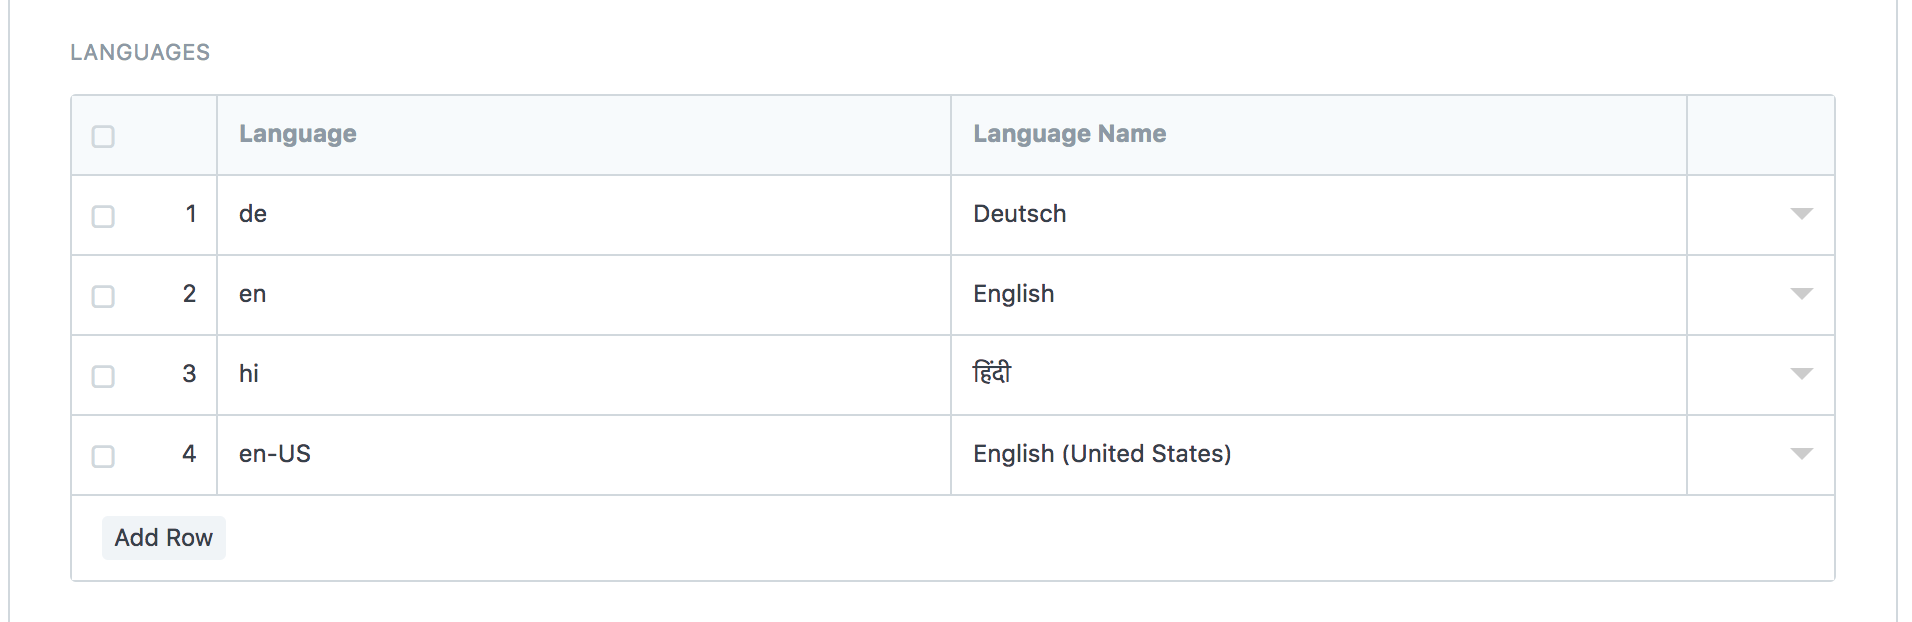 LANGUAGES
Language Language Name
1 de Deutsch
2 en English
3 hi हिंदी
4 en-US English (United States)
Add Row